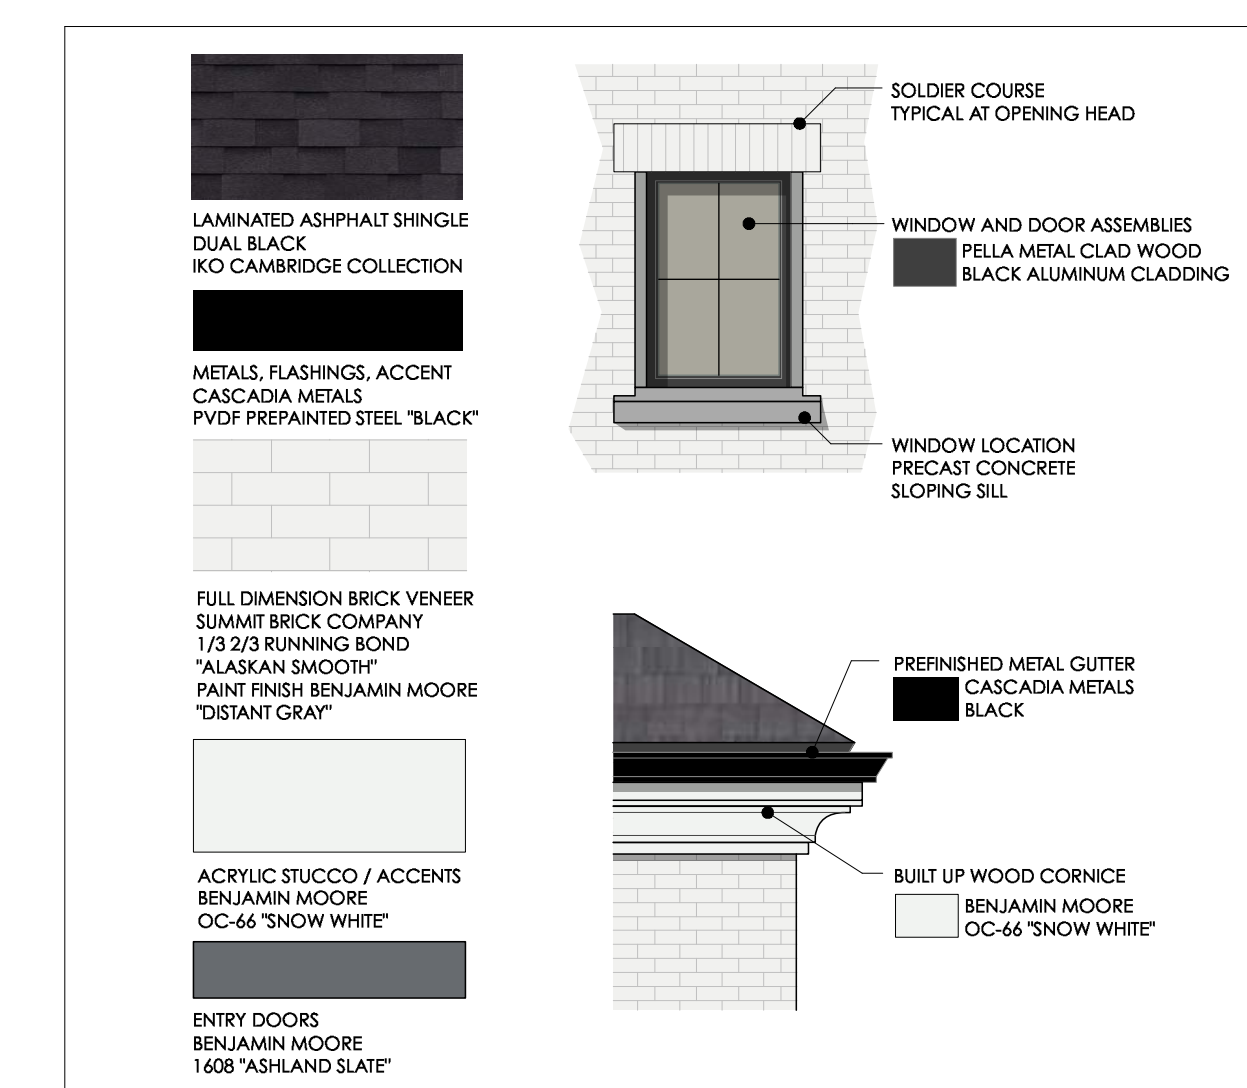 LAMINATED ASHPHALT SHINGLE
DUAL BLACK
IKO CAMBRIDGE COLLECTION
METALS, FLASHINGS, ACCENT
CASCADIA METALS
PVDF PREPAINTED STEEL "BLACK"
FULL DIMENSION BRICK VENEER
SUMMIT BRICK COMPANY
1/3 2/3 RUNNING BOND
"ALASKAN SMOOTH"
PAINT FINISH BENJAMIN MOORE
"DISTANT GRAY"
ACRYLIC STUCCO / ACCENTS
BENJAMIN MOORE
OC-66 "SNOW WHITE"
ENTRY DOORS
BENJAMIN MOORE
1608 "ASHLAND SLATE"
SOLDIER COURSE
TYPICAL AT OPENING HEAD
WINDOW AND DOOR ASSEMBLIES
PELLA METAL CLAD WOOD
BLACK ALUMINUM CLADDING
WINDOW LOCATION
PRECAST CONCRETE
SLOPING SILL
PREFINISHED METAL GUTTER
CASCADIA METALS
BLACK
BUILT UP WOOD CORNICE
BENJAMIN MOORE
OC-66 "SNOW WHITE"